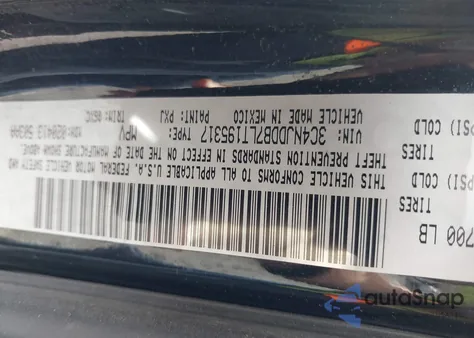 700 LB
TIRES
PSI) COLD
TIRES
PSI) COLD
THIS VEHICLE CONFORMS TO ALL APPLICABLE
U.S.A. FEDERAL MOTOR VEHICLE SAFETY AND
THEFT PREVENTION STANDARDS IN EFFECT ON THE DATE OF MANUFACTURE SHOWN ABOVE.
VIN: 3C4NJDDB7LT195317 TYPE: MPV
VEHICLE MADE IN MEXICO PAINT: PXJ TRIM:
autoSnap